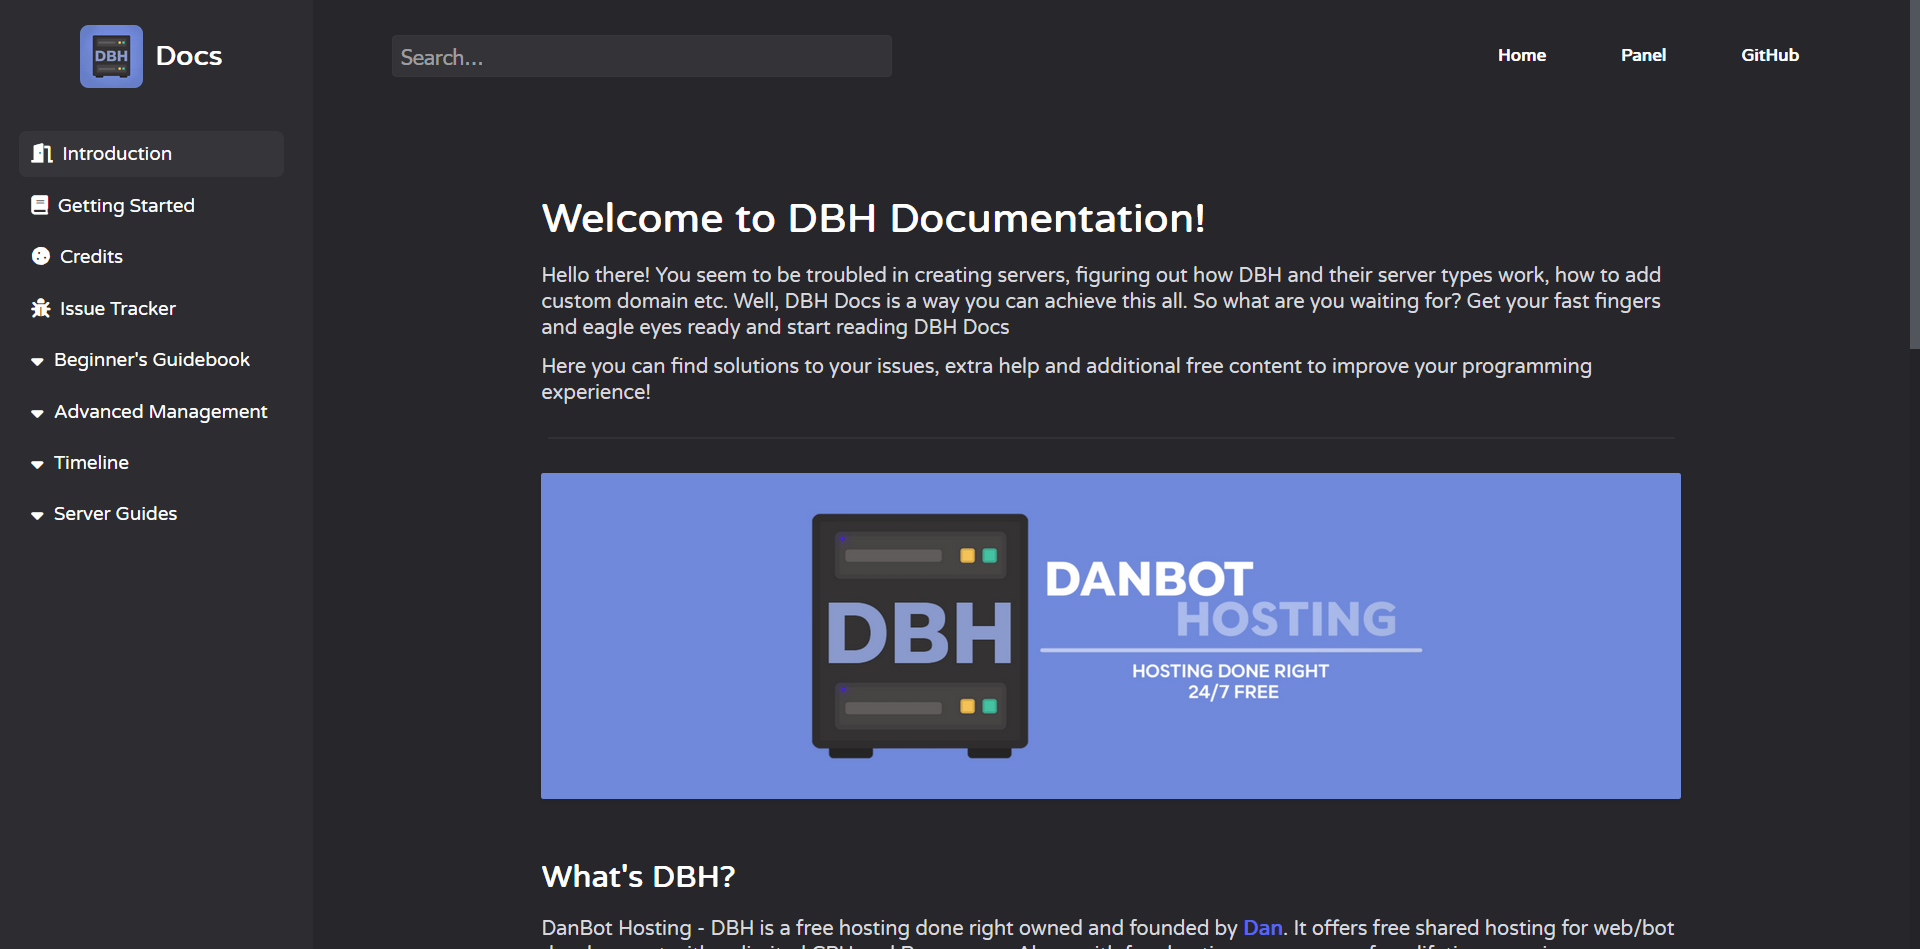 DBH
Docs
Search...
Home
Panel
GitHub
Introduction
Getting Started
Credits
Issue Tracker
Beginner's Guidebook
Advanced Management
Timeline
Server Guides
Welcome to DBH Documentation!
Hello there! You seem to be troubled in creating servers, figuring out how DBH and their server types work, how to add
custom domain etc. Well, DBH Docs is a way you can achieve this all. So what are you waiting for? Get your fast fingers
and eagle eyes ready and start reading DBH Docs
Here you can find solutions to your issues, extra help and additional free content to improve your programming
experience!
DBH
DANBOT
HOSTING
HOSTING DONE RIGHT
24/7 FREE
What's DBH?
DanBot Hosting - DBH is a free hosting done right owned and founded by Dan. It offers free shared hosting for web/bot